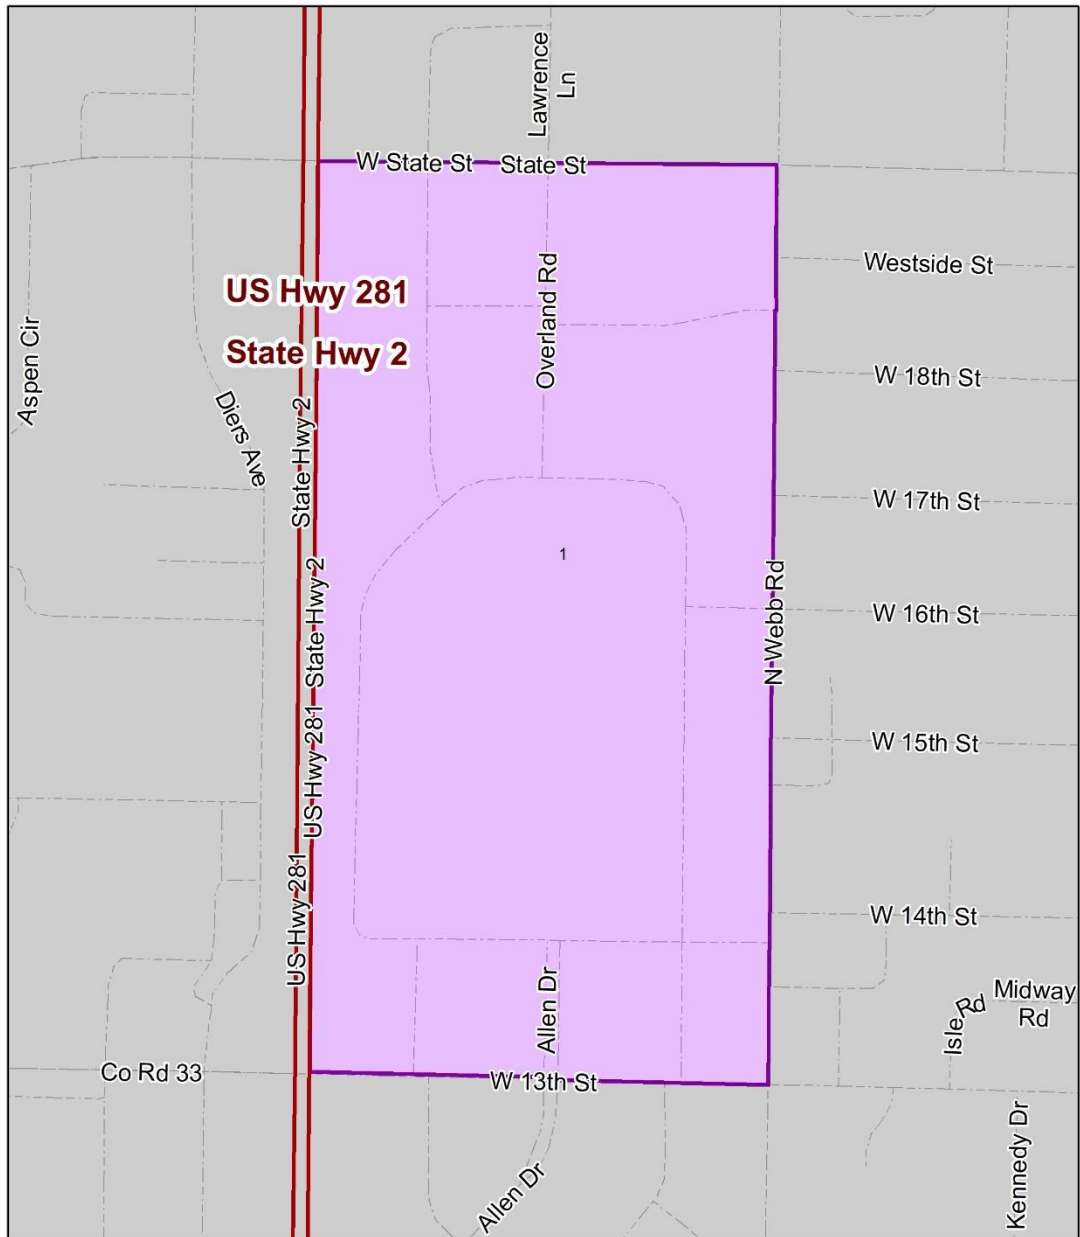 Lawrence
Ln
W State St
State St
Westside St
US Hwy 281
Overland Rd
State Hwy 2
Aspen Cir
W 18th St
Diers Ave
State Hwy 2
W 17th St
1
State Hwy 2
N Webb Rd
W 16th St
US Hwy 281
W 15th St
US Hwy 281
W 14th St
Allen Dr
Isle Rd
Midway
Rd
Co Rd 33
W 13th St
Kennedy Dr
Allen Dr